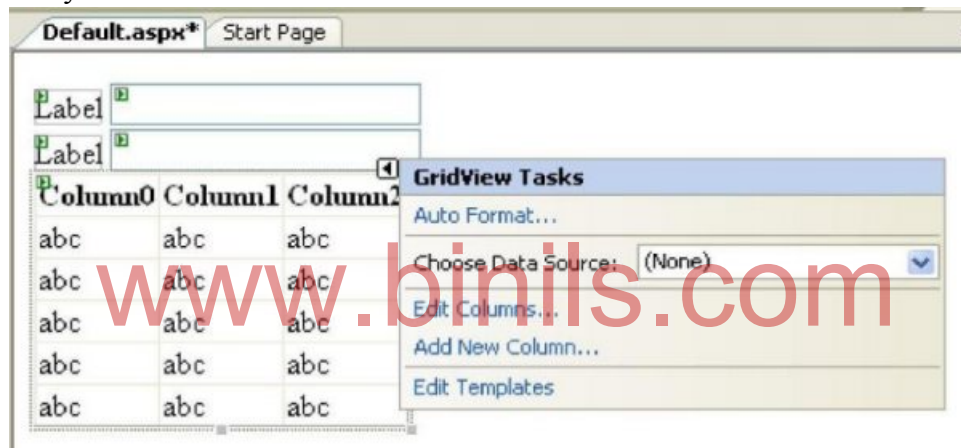 Default.aspx* Start Page
Label
Label
Column0 Column1 Column2
abc abc abc
abc abc abc
abc abc abc
abc abc abc
abc abc abc
GridView Tasks
Auto Format...
Choose Data Source: (None)
Edit Columns...
Add New Column...
Edit Templates
www.binils.com